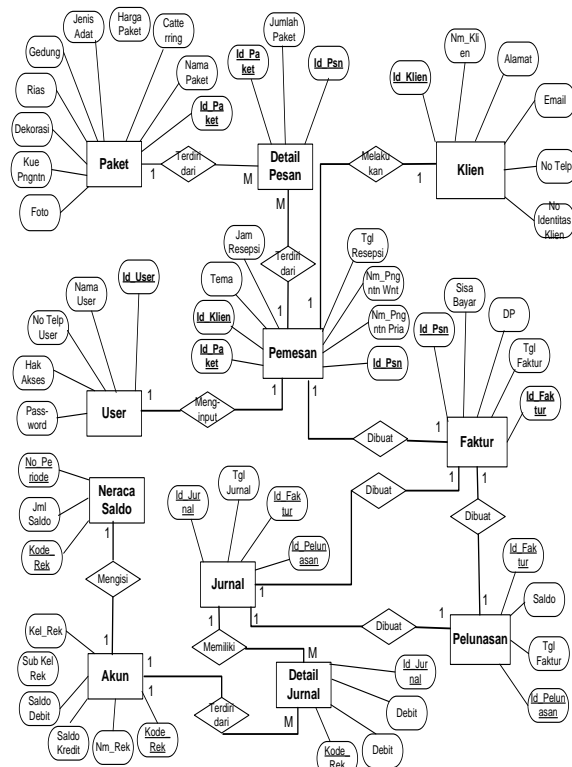 Jenis
Adat
Harga
Paket
Catte
rring
Gedung
Nama
Paket
Rias
Id_Pa
ket
Dekorasi
Kue
Pngntn
Foto
Paket
1
Terdiri
dari
M
Jumlah
Paket
Id_Pa
ket
Id_Psn
Detail
Pesan
M
Nm_Kli
en
Id_Klien
Alamat
Email
No Telp
No
Identitas
Klien
Klien
1
Melaku
kan
Terdiri
dari
Jam
Resepsi
Tgl
Resepsi
Tema
Nm_Png
ntn Wnt
Id_Klien
Nm_Png
ntn Pria
Id_Pa
ket
Id_Psn
1
1
Pemesan
1
1
Id_User
Nama
User
No Telp
User
Hak
Akses
Pass-
word
User
1
Meng-
input
Sisa
Bayar
Id_Psn
DP
Tgl
Faktur
Id_Fak
tur
Faktur
1
1
1
Dibuat
Dibuat
Dibuat
No_Pe
riode
Jml
Saldo
Kode_
Rek
Neraca
Saldo
1
Mengisi
1
Tgl
Jurnal
Id_Jur
nal
Id_Fak
tur
Id_Pelun
asan
Jurnal
1
1
1
Dibuat
1
1
Id_Fak
tur
Saldo
Tgl
Faktur
Id_Pelun
asan
Pelunasan
Memiliki
M
Kel_Rek
Sub Kel
Rek
Saldo
Debit
Saldo
Kredit
Nm_Rek
Kode_
Rek
Akun
1
1
Terdiri
dari
M
Detail
Jurnal
Id_Jur
nal
Debit
Debit
Kode_
Rek